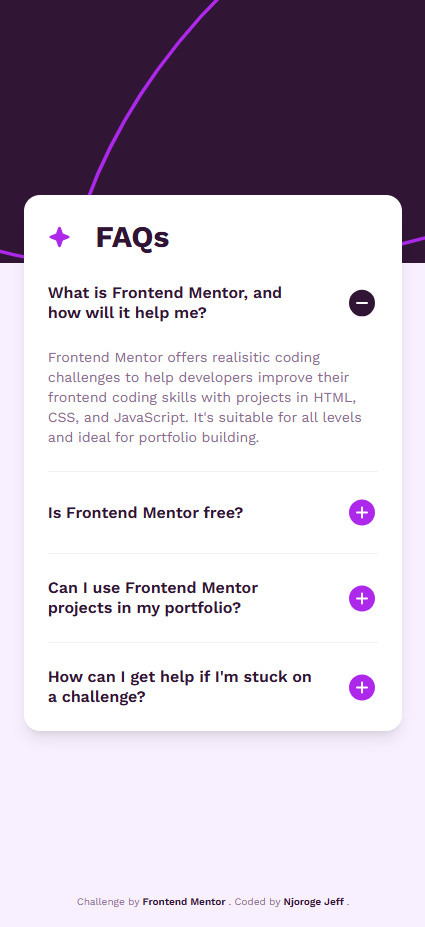 FAQs
What is Frontend Mentor, and
how will it help me?
Frontend Mentor offers realisitic coding
challenges to help developers improve their
frontend coding skills with projects in HTML,
CSS, and JavaScript. It's suitable for all levels
and ideal for portfolio building.
Is Frontend Mentor free?
Can I use Frontend Mentor
projects in my portfolio?
How can I get help if I'm stuck on
a challenge?
Challenge by Frontend Mentor . Coded by Njoroge Jeff .